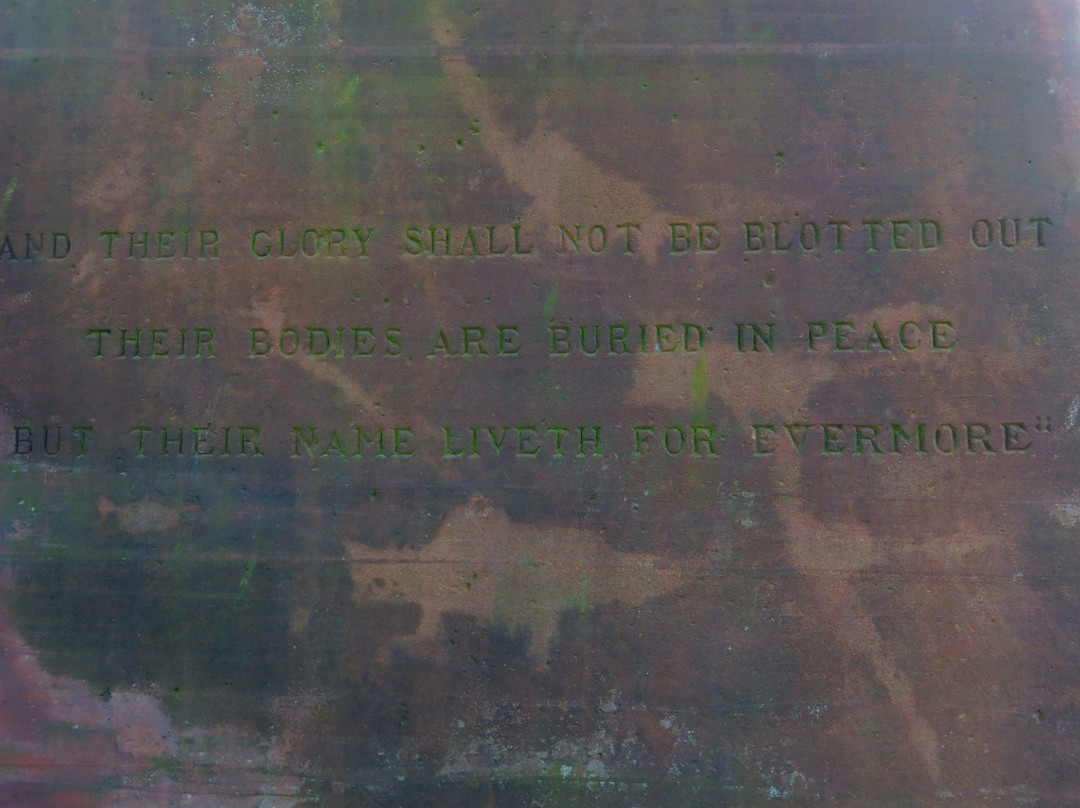 AND THEIR GLORY SHALL NOT BE BLOTTED OUT
THEIR BODIES ARE BURIED IN PEACE
BUT THEIR NAME LIVETH FOR EVERMORE"